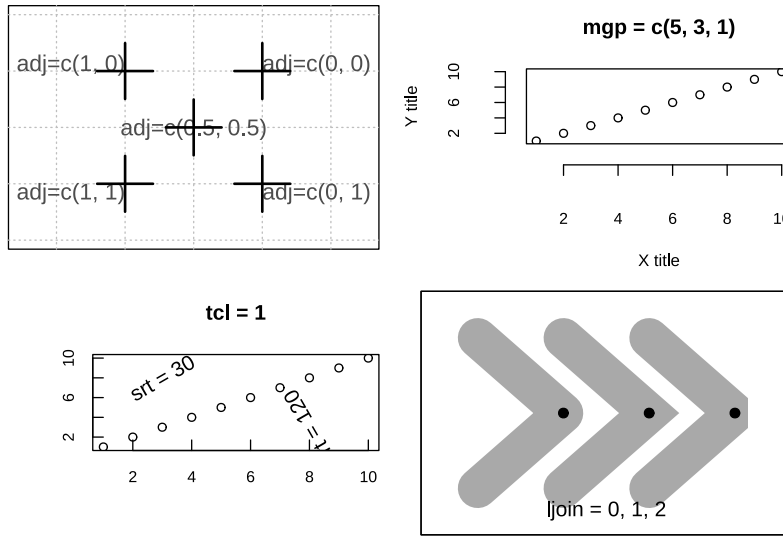 adj=c(1, 0)
adj=c(0, 0)
adj=c(0.5, 0.5)
adj=c(1, 1)
adj=c(0, 1)
mgp = c(5, 3, 1)
Y title
10
6
2
2 4 6 8 10
X title
tcl = 1
10
6
2
srt = 30
t = 120
2 4 6 8 10
ljoin = 0, 1, 2